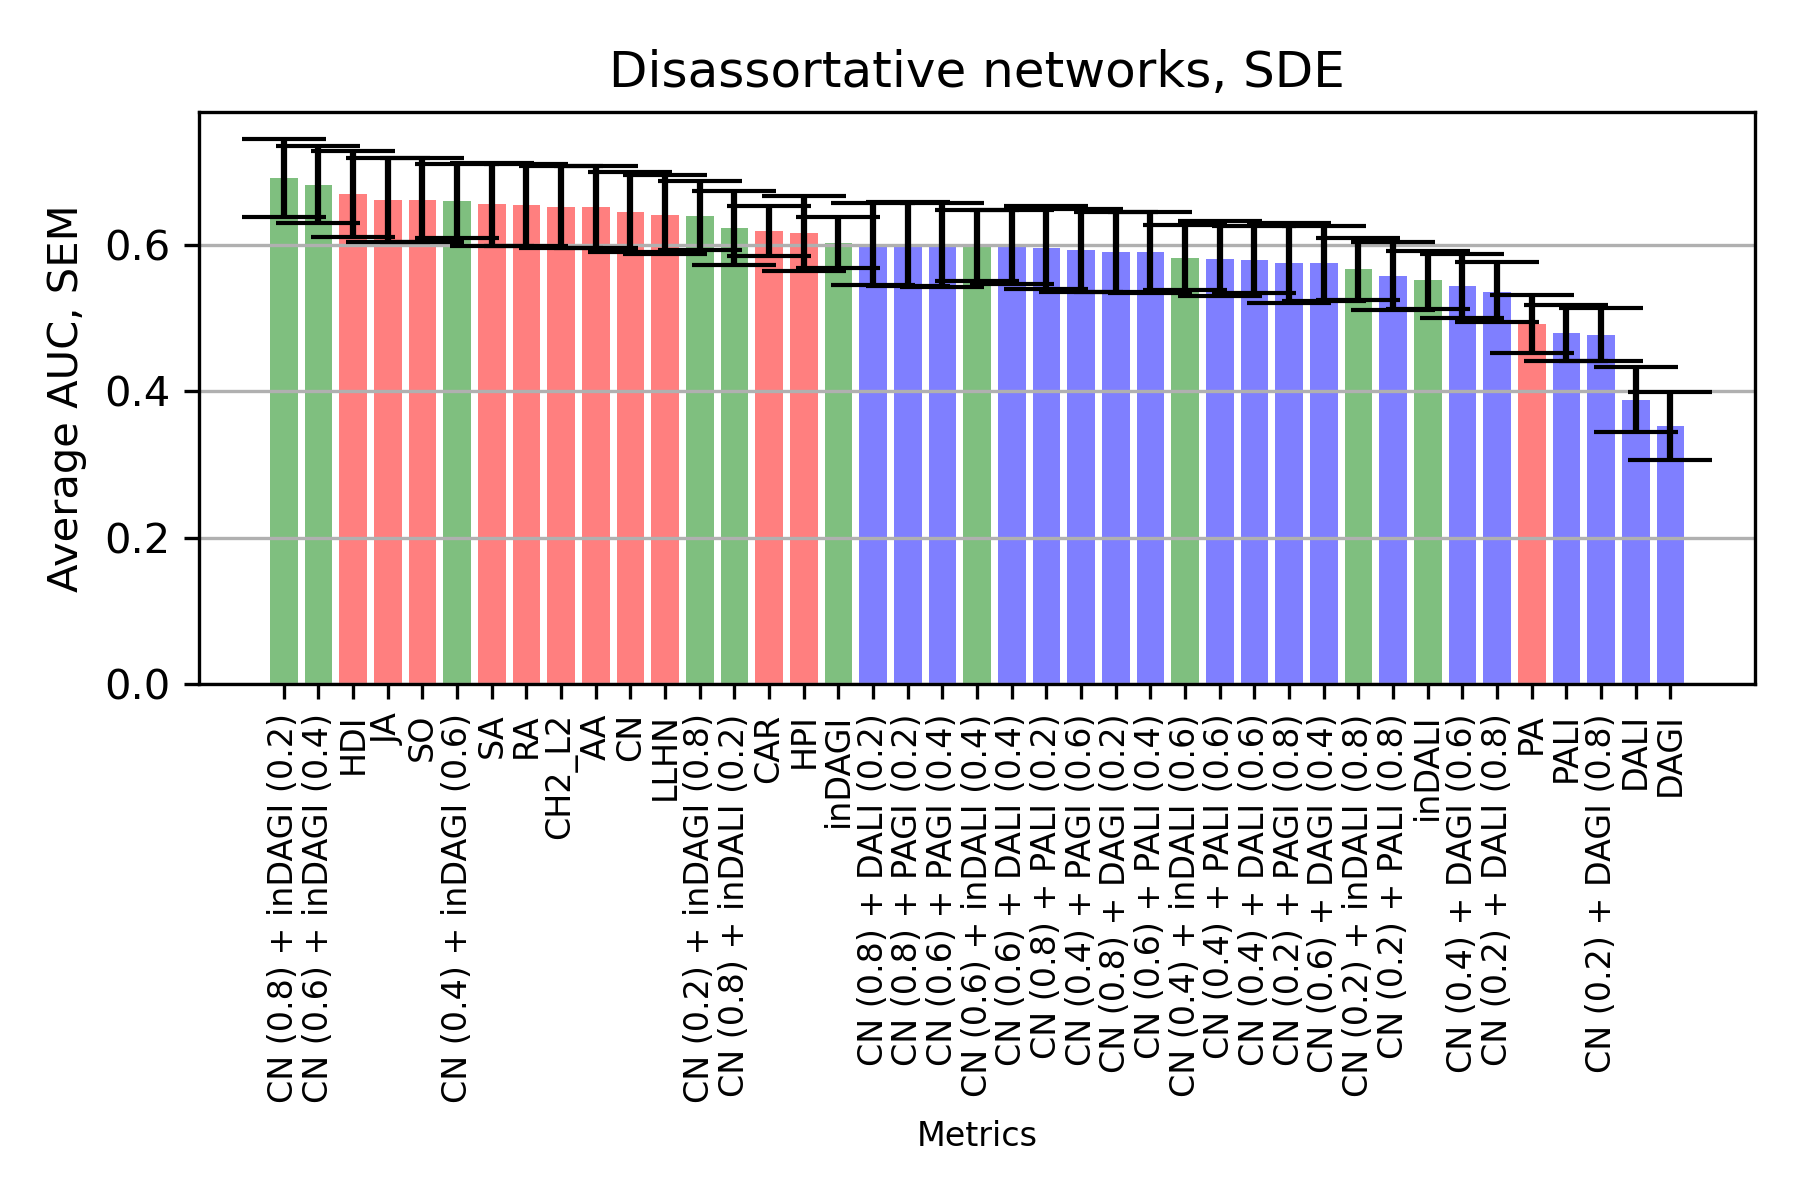 Disassortative networks, SDE
Average AUC, SEM
0.6
0.4
0.2
0.0
CN (0.8) + inDAGI (0.2)
CN (0.6) + inDAGI (0.4)
HDI
JA
SO
CN (0.4) + inDAGI (0.6)
SA
RA
CH2_L2
AA
CN
LLHN
CN (0.2) + inDAGI (0.8)
CN (0.8) + inDALI (0.2)
CAR
HPI
inDAGI
CN (0.8) + DALI (0.2)
CN (0.8) + PAGI (0.2)
CN (0.6) + PAGI (0.4)
CN (0.6) + inDALI (0.4)
CN (0.6) + DALI (0.4)
CN (0.8) + PALI (0.2)
CN (0.4) + PAGI (0.6)
CN (0.8) + DAGI (0.2)
CN (0.6) + PALI (0.4)
CN (0.4) + inDALI (0.6)
CN (0.4) + PALI (0.6)
CN (0.4) + DALI (0.6)
CN (0.2) + PAGI (0.8)
CN (0.6) + DAGI (0.4)
CN (0.2) + inDALI (0.8)
CN (0.2) + PALI (0.8)
inDALI
CN (0.4) + DAGI (0.6)
CN (0.2) + DALI (0.8)
PA
PALI
CN (0.2) + DAGI (0.8)
DALI
DAGI
Metrics